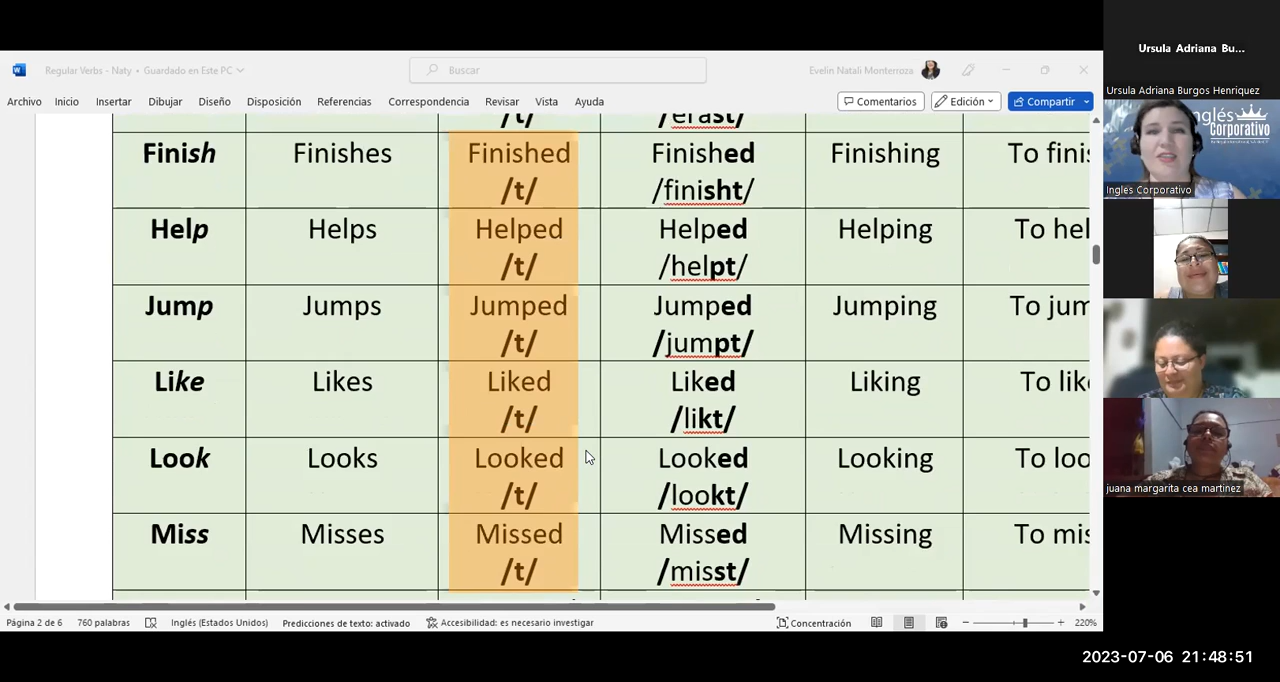 Ursula Adriana Bu...
Regular Verbs - Naty • Guardado en Este PC
Buscar
Evelin Natali Monterroza
Ursula Adriana Burgos Henriquez
Archivo Inicio Insertar Dibujar Diseño Disposición Referencias Correspondencia Revisar Vista Ayuda
Comentarios Edición Compartir
Inglés
Corporativo
Ingles Corporativo
/t/ /erast/
Finish Finishes Finished Finished Finishing To finis
/t/ /finisht/
Help Helps Helped Helped Helping To hel
/t/ /helpt/
Jump Jumps Jumped Jumped Jumping To jum
/t/ /jumpt/
Like Likes Liked Liked Liking To lik
/t/ /likt/
Look Looks Looked Looked Looking To loo
/t/ /lookt/
juana margarita cea martinez
Miss Misses Missed Missed Missing To mis
/t/ /misst/
Página 2 de 6 760 palabras Inglés (Estados Unidos) Predicciones de texto: activado Accesibilidad: es necesario investigar Concentración 220%
2023-07-06 21:48:51